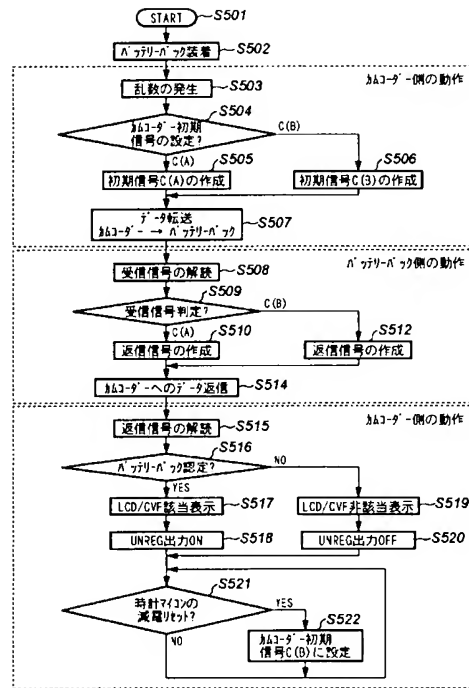 START
S501
バッテリーパック装着
S502
カムコーダー側の動作
乱数の発生
S503
S504
カムコーダー初期
信号の設定?
C(B)
C(A)
S505
S506
初期信号C(A)の作成
初期信号C(B)の作成
データ転送
カムコーダー → バッテリーパック
S507
バッテリーパック側の動作
受信信号の解読
S508
S509
受信信号判定?
C(B)
C(A)
S510
S512
返信信号の作成
返信信号の作成
カムコーダーへのデータ返信
S514
カムコーダー側の動作
返信信号の解読
S515
S516
バッテリーパック認定?
NO
YES
S517
S519
LCD/CVF該当表示
LCD/CVF非該当表示
UNREG出力ON
S518
UNREG出力OFF
S520
S521
時計マイコンの
減電リセット?
YES
NO
S522
カムコーダー初期
信号C(B)に設定